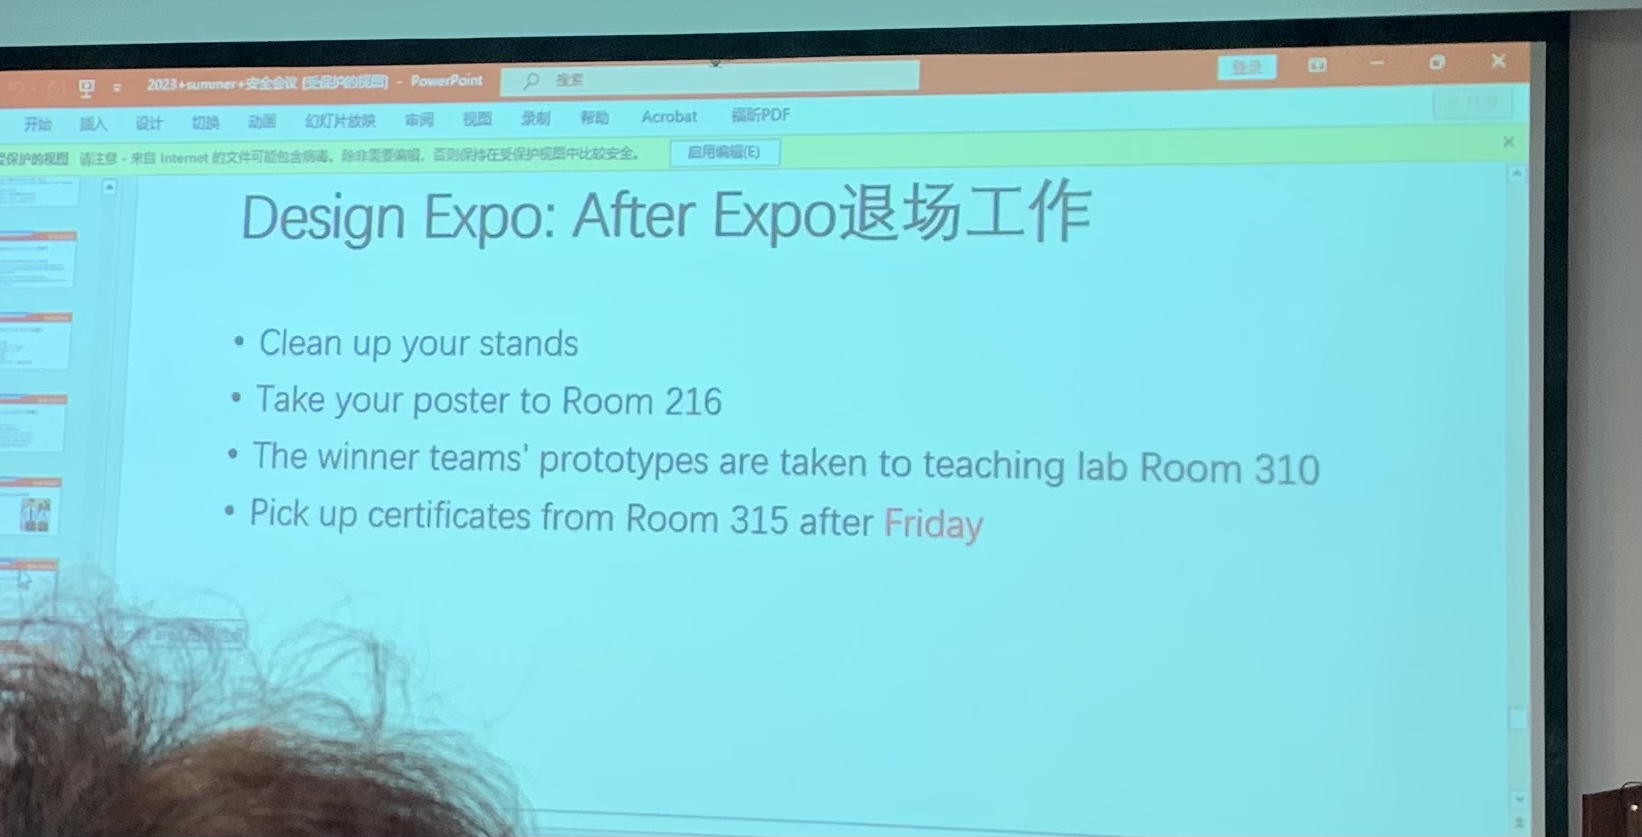 2023+summer+安全会议 [受保护的视图] - PowerPoint
搜索
登录
开始 插入 设计 切换 动画 幻灯片放映 审阅 视图 录制 帮助 Acrobat 福昕PDF
受保护的视图 请注意 - 来自 Internet 的文件可能包含病毒。除非需要编辑，否则保持在受保护视图中比较安全。 启用编辑(E)
Design Expo: After Expo退场工作
• Clean up your stands
• Take your poster to Room 216
• The winner teams' prototypes are taken to teaching lab Room 310
• Pick up certificates from Room 315 after Friday